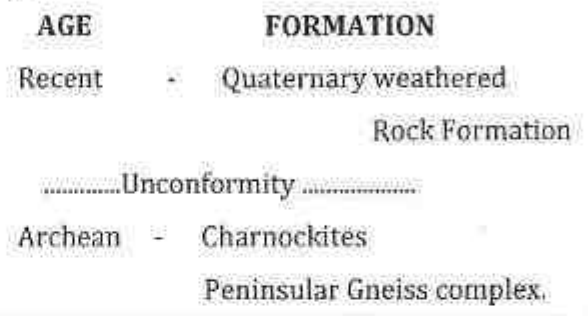 AGE FORMATION
Recent - Quaternary weathered
Rock Formation
.............Unconformity ...................
Archean - Charnockites
Peninsular Gneiss complex.